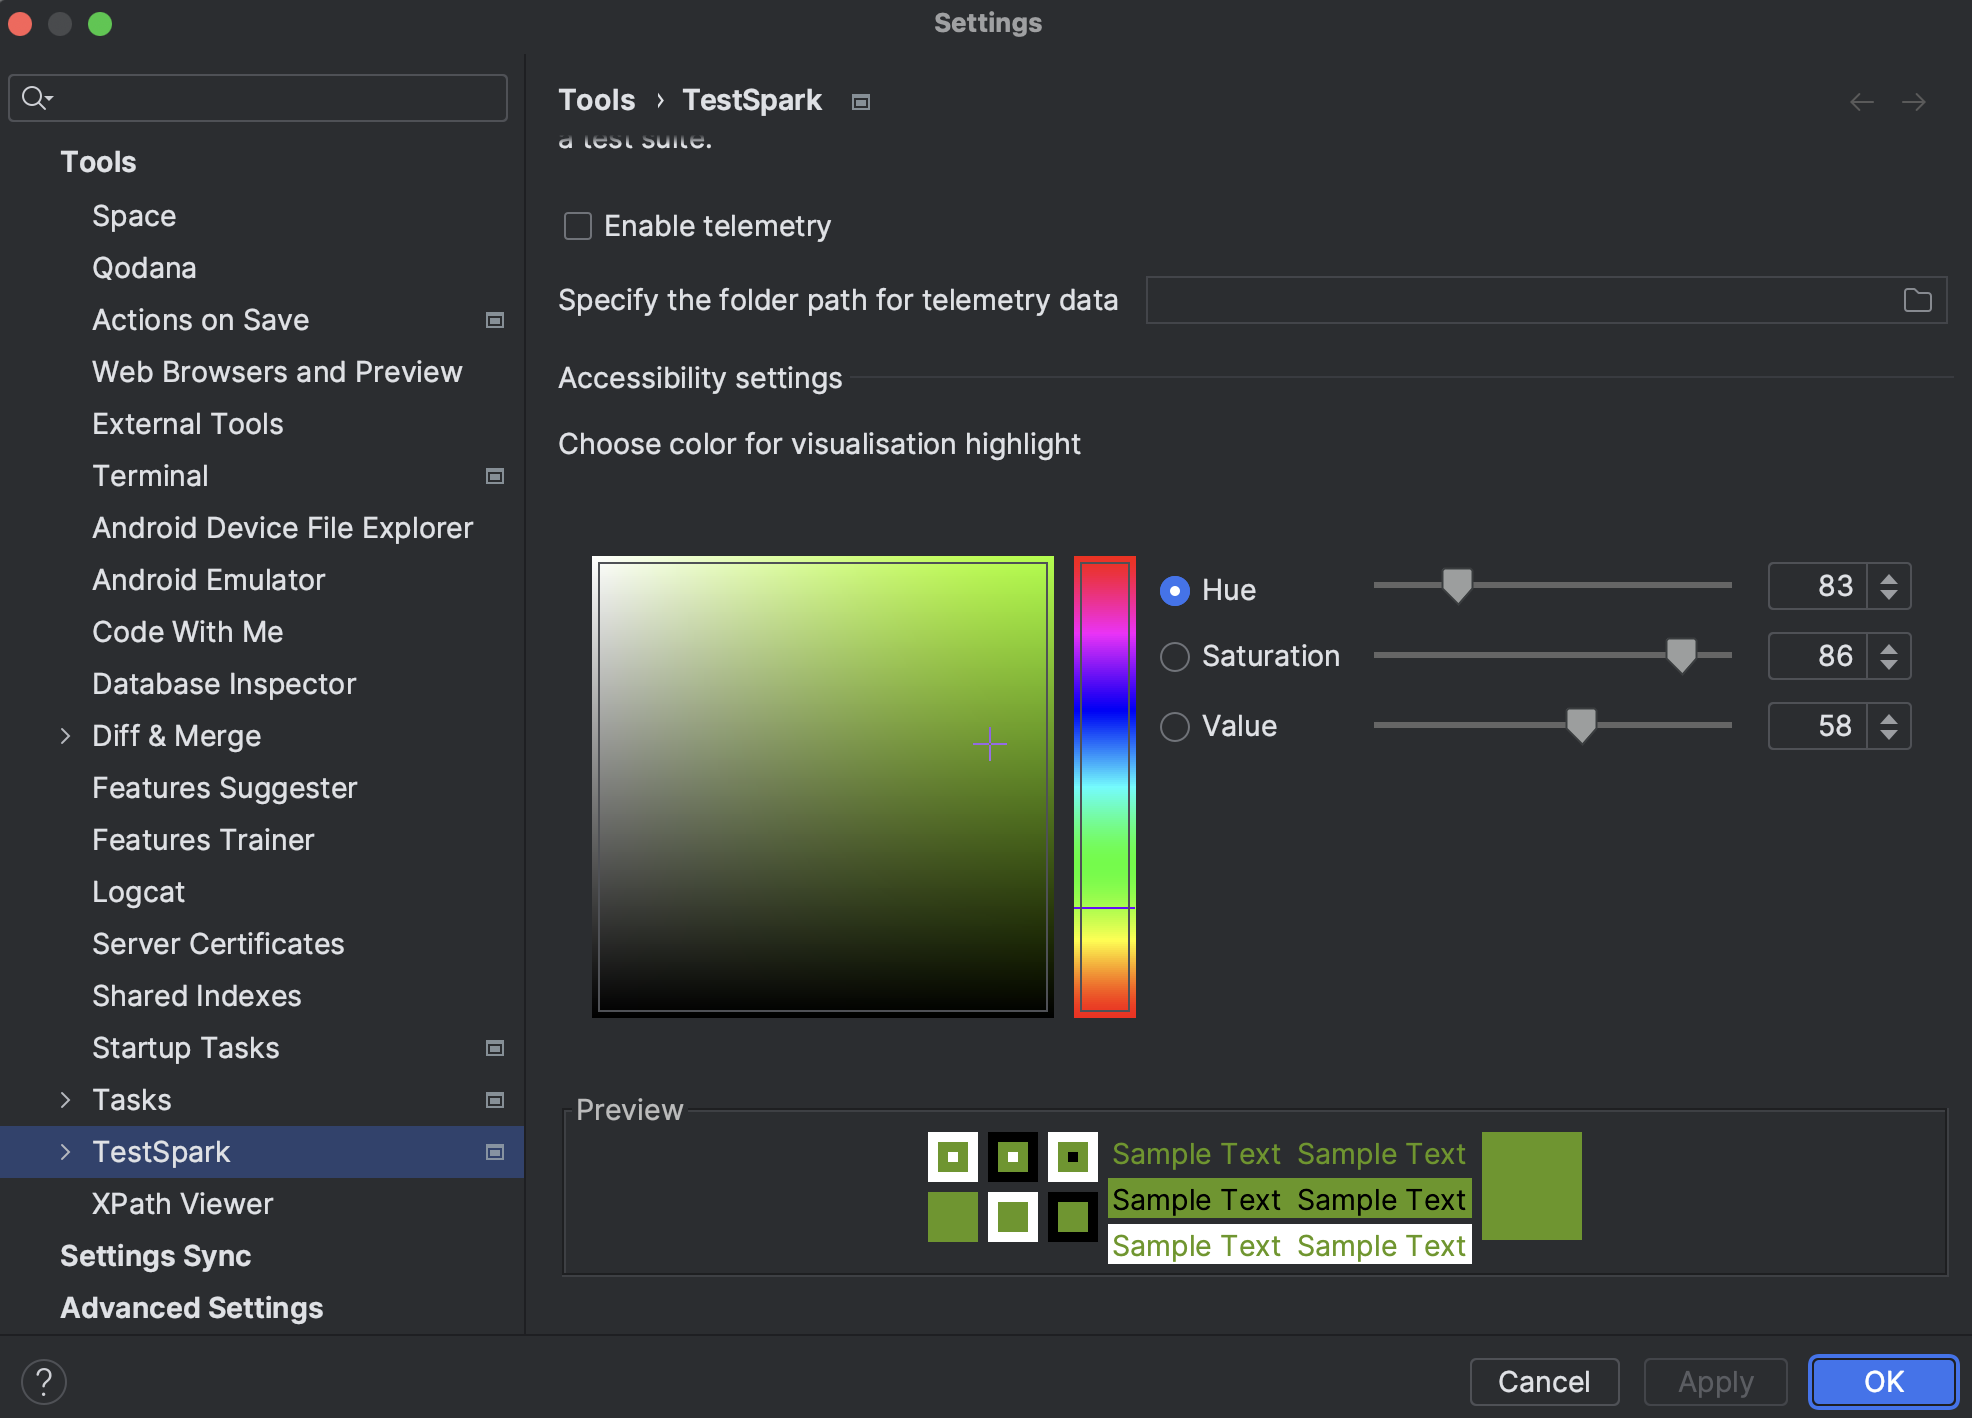 Settings
Tools
Space
Qodana
Actions on Save
Web Browsers and Preview
External Tools
Terminal
Android Device File Explorer
Android Emulator
Code With Me
Database Inspector
Diff & Merge
Features Suggester
Features Trainer
Logcat
Server Certificates
Shared Indexes
Startup Tasks
Tasks
TestSpark
XPath Viewer
Settings Sync
Advanced Settings
Tools › TestSpark
a test suite.
Enable telemetry
Specify the folder path for telemetry data
Accessibility settings
Choose color for visualisation highlight
Hue 83
Saturation 86
Value 58
Preview
Sample Text Sample Text
Sample Text Sample Text
Sample Text Sample Text
?
Cancel Apply OK